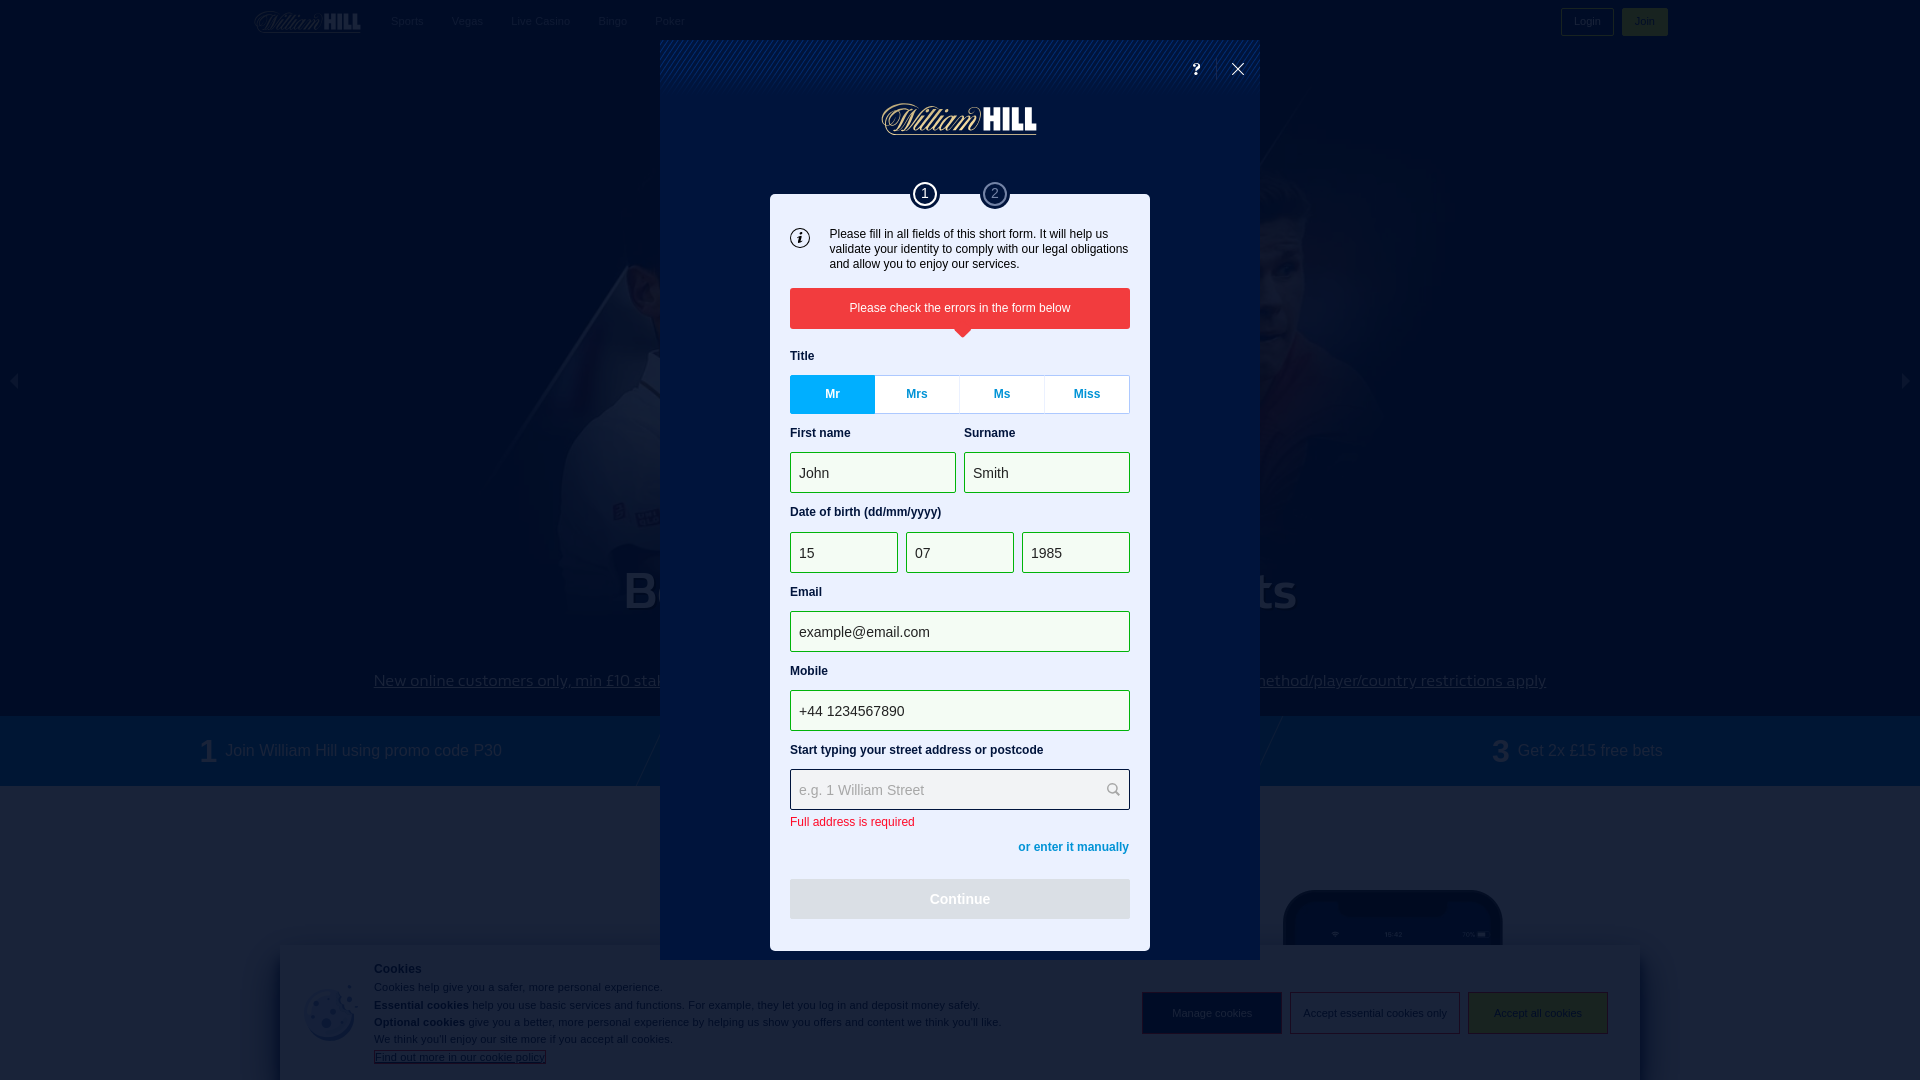 William HILL
Sports
Vegas
Live Casino
Bingo
Poker
Login
Join
?
William HILL
1
2
Please fill in all fields of this short form. It will help us
validate your identity to comply with our legal obligations
and allow you to enjoy our services.
Please check the errors in the form below
Title
Mr
Mrs
Ms
Miss
First name
Surname
John
Smith
Date of birth (dd/mm/yyyy)
15
07
1985
Email
example@email.com
Mobile
+44 1234567890
Start typing your street address or postcode
e.g. 1 William Street
Full address is required
or enter it manually
Continue
New online customers only, min £10
method/player/country restrictions apply
1 Join William Hill using promo code P30
3 Get 2x £15 free bets
Cookies
Cookies help give you a safer, more personal experience.
Essential cookies help you use basic services and functions. For example, they let you log in and deposit money safely.
Optional cookies give you a better, more personal experience by helping us show you offers and content we think you'll like.
We think you'll enjoy our site more if you accept all cookies.
Find out more in our cookie policy
Manage cookies
Accept essential cookies only
Accept all cookies